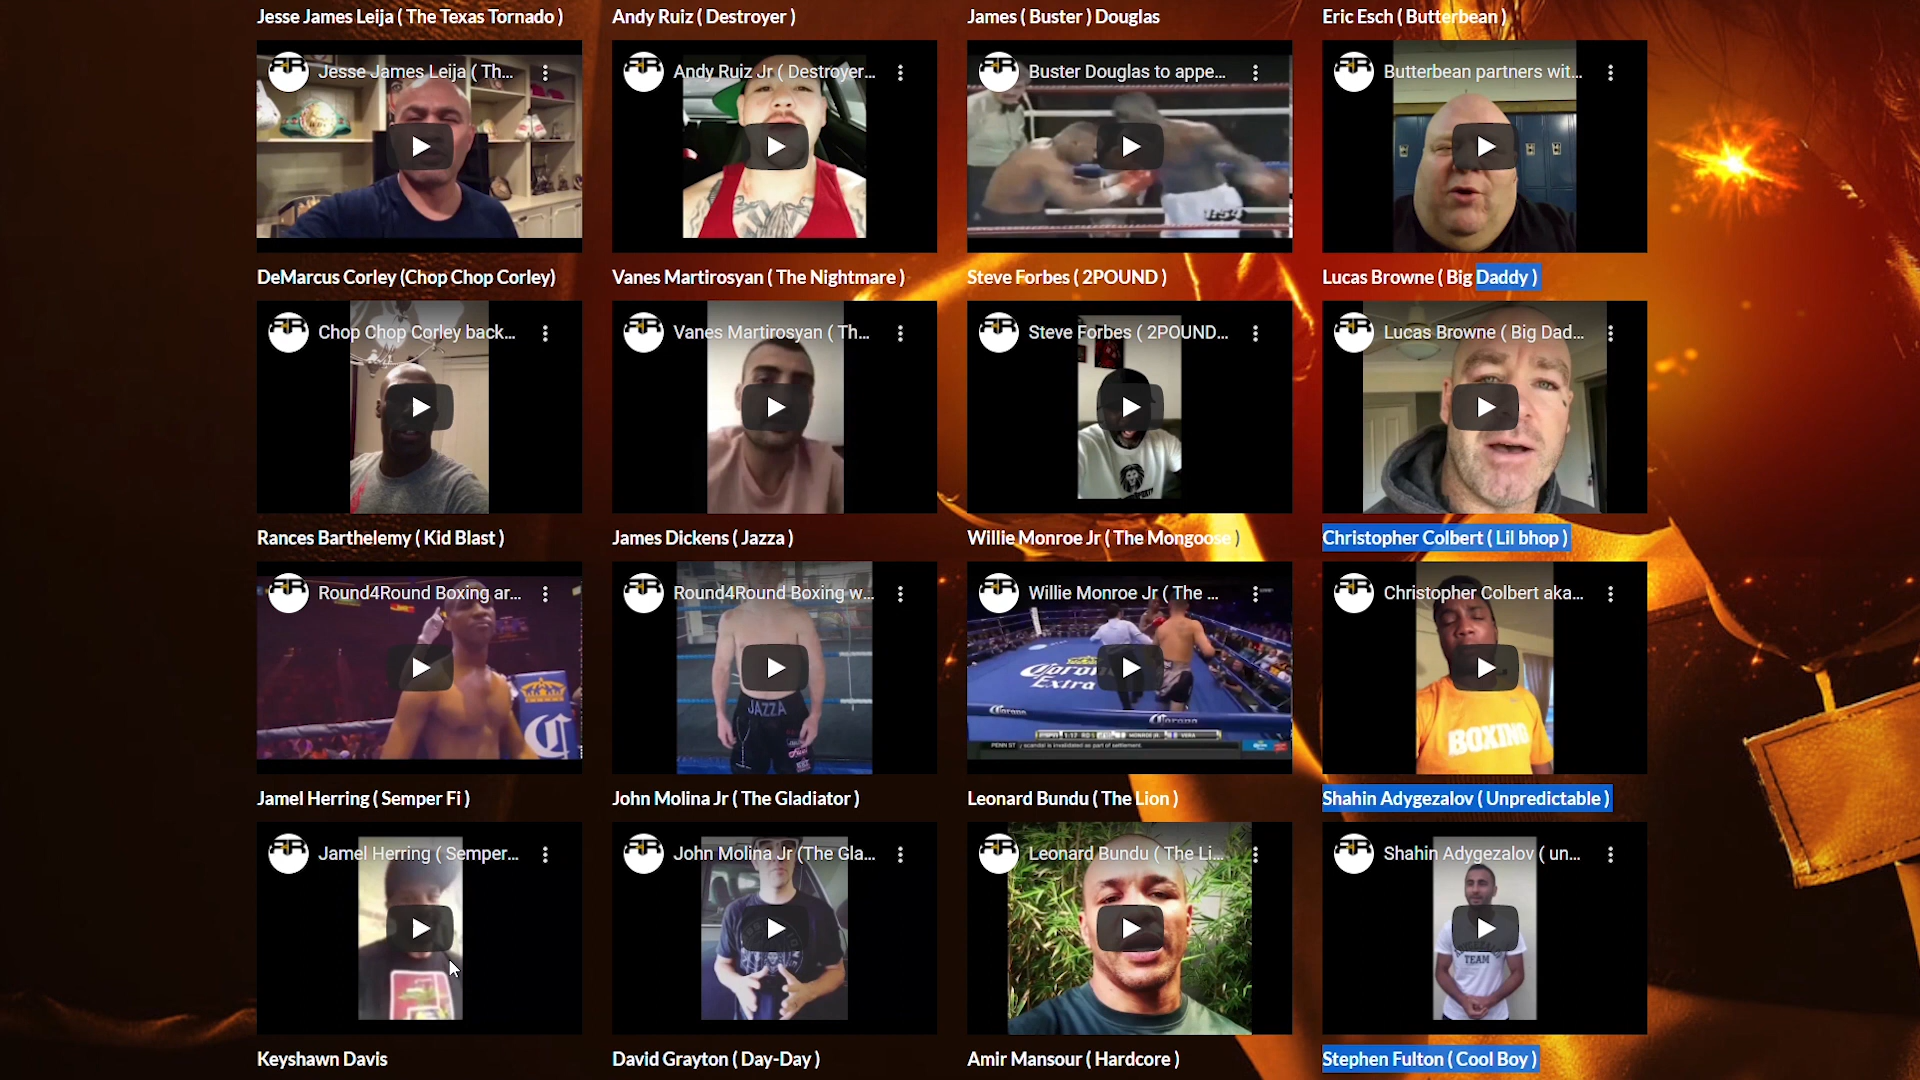 Jesse James Leija ( The Texas Tornado )
Andy Ruiz ( Destroyer )
James ( Buster ) Douglas
Eric Esch ( Butterbean )
Jesse James Leija ( Th...
Andy Ruiz Jr ( Destroyer...
Buster Douglas to appe...
Butterbean partners wit...
DeMarcus Corley (Chop Chop Corley)
Vanes Martirosyan ( The Nightmare )
Steve Forbes ( 2POUND )
Lucas Browne ( Big Daddy )
Chop Chop Corley back...
Vanes Martirosyan ( Th...
Steve Forbes ( 2POUND...
Lucas Browne ( Big Dad...
Rances Barthelemy ( Kid Blast )
James Dickens ( Jazza )
Willie Monroe Jr ( The Mongoose )
Christopher Colbert ( Lil bhop )
Round4Round Boxing ar...
Round4Round Boxing w...
Willie Monroe Jr ( The ...
Christopher Colbert aka...
JAZZA
Corona
Extra
Corona
Corona
BOXING
Jamel Herring ( Semper Fi )
John Molina Jr ( The Gladiator )
Leonard Bundu ( The Lion )
Shahin Adygezalov ( Unpredictable )
Jamel Herring ( Semper...
John Molina Jr (The Gla...
Leonard Bundu ( The Li...
Shahin Adygezalov ( un...
TEAM
Keyshawn Davis
David Grayton ( Day-Day )
Amir Mansour ( Hardcore )
Stephen Fulton ( Cool Boy )